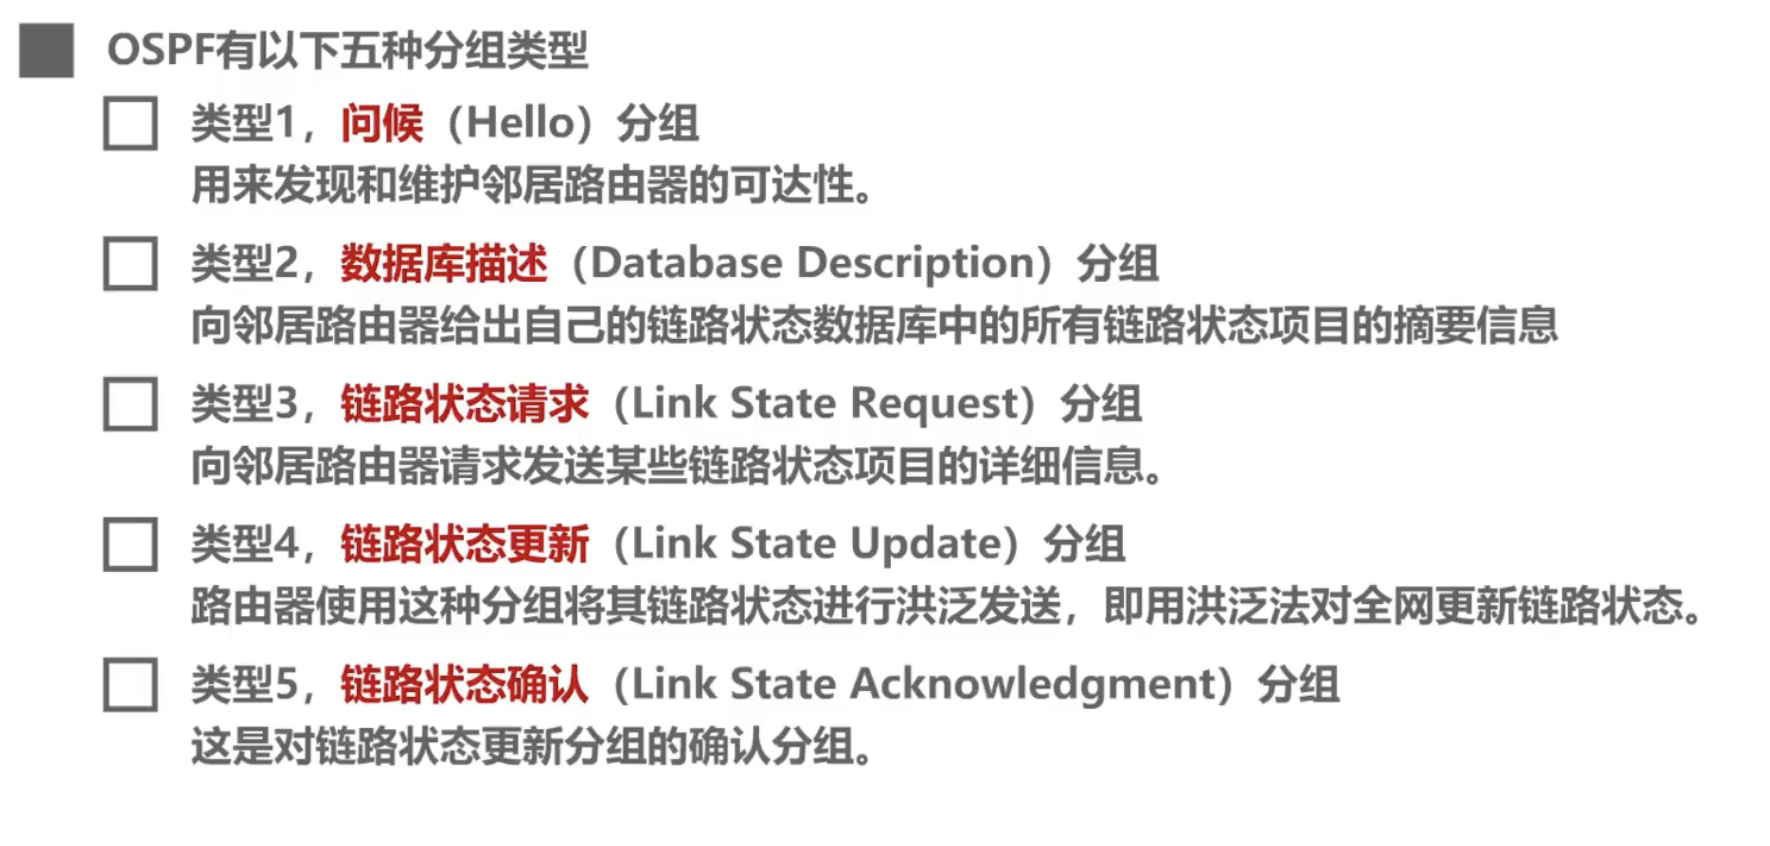 OSPF有以下五种分组类型
类型1，问候（Hello）分组
用来发现和维护邻居路由器的可达性。
类型2，数据库描述（Database Description）分组
向邻居路由器给出自己的链路状态数据库中的所有链路状态项目的摘要信息
类型3，链路状态请求（Link State Request）分组
向邻居路由器请求发送某些链路状态项目的详细信息。
类型4，链路状态更新（Link State Update）分组
路由器使用这种分组将其链路状态进行洪泛发送，即用洪泛法对全网更新链路状态。
类型5，链路状态确认（Link State Acknowledgment）分组
这是对链路状态更新分组的确认分组。